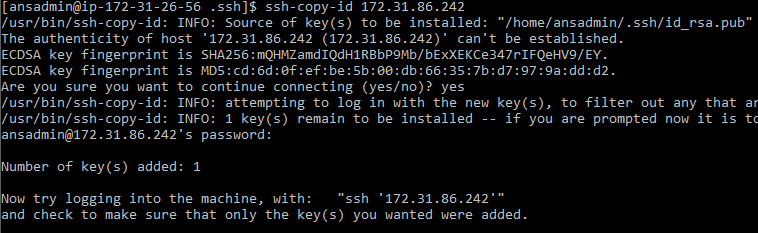 [ansadmin@ip-172-31-26-56 .ssh]$ ssh-copy-id 172.31.86.242
/usr/bin/ssh-copy-id: INFO: Source of key(s) to be installed: "/home/ansadmin/.ssh/id_rsa.pub"
The authenticity of host '172.31.86.242 (172.31.86.242)' can't be established.
ECDSA key fingerprint is SHA256:mQHMZamdIQdH1RBbP9Mb/bExXEKCe347rIFQeHV9/EY.
ECDSA key fingerprint is MD5:cd:6d:0f:ef:be:5b:00:db:66:35:7b:d7:97:9a:dd:d2.
Are you sure you want to continue connecting (yes/no)? yes
/usr/bin/ssh-copy-id: INFO: attempting to log in with the new key(s), to filter out any that ar
/usr/bin/ssh-copy-id: INFO: 1 key(s) remain to be installed -- if you are prompted now it is to
ansadmin@172.31.86.242's password:
Number of key(s) added: 1
Now try logging into the machine, with:   "ssh '172.31.86.242'"
and check to make sure that only the key(s) you wanted were added.